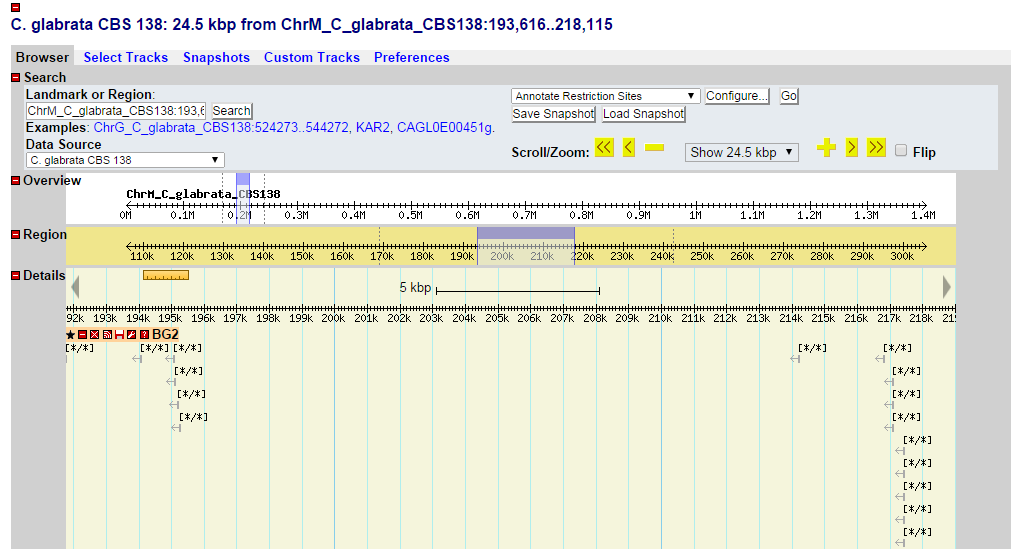 C. glabrata CBS 138: 24.5 kbp from ChrM_C_glabrata_CBS138:193,616..218,115
Browser Select Tracks Snapshots Custom Tracks Preferences
Search
Landmark or Region:
ChrM_C_glabrata_CBS138:193,6 Search
Examples: ChrG_C_glabrata_CBS138:524273..544272, KAR2, CAGL0E00451g.
Data Source
C. glabrata CBS 138
Annotate Restriction Sites Configure... Go
Save Snapshot Load Snapshot
Scroll/Zoom: << < Show 24.5 kbp + > >> Flip
Overview
ChrM_C_glabrata_CBS138
0M 0.1M 0.2M 0.3M 0.4M 0.5M 0.6M 0.7M 0.8M 0.9M 1M 1.1M 1.2M 1.3M 1.4M
Region
110k 120k 130k 140k 150k 160k 170k 180k 190k 200k 210k 220k 230k 240k 250k 260k 270k 280k 290k 300k
Details
5 kbp
92k 193k 194k 195k 196k 197k 198k 199k 200k 201k 202k 203k 204k 205k 206k 207k 208k 209k 210k 211k 212k 213k 214k 215k 216k 217k 218k 21
BG2
[*/*] [*/*] [*/*] [*/*] [*/*]
[*/*] [*/*]
[*/*] [*/*]
[*/*] [*/*]
[*/*]
[*/*]
[*/*]
[*/*]
[*/*]